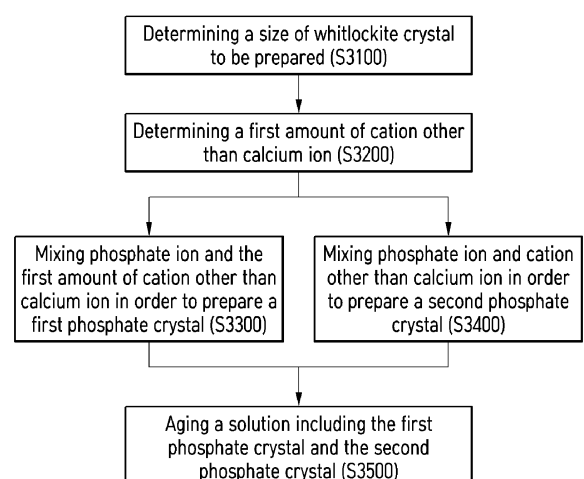 Determining a size of whitlockite crystal
to be prepared (S3100)
Determining a first amount of cation other
than calcium ion (S3200)
Mixing phosphate ion and the
first amount of cation other than
calcium ion in order to prepare a
first phosphate crystal (S3300)
Mixing phosphate ion and cation
other than calcium ion in order
to prepare a second phosphate
crystal (S3400)
Aging a solution including the first
phosphate crystal and the second
phosphate crystal (S3500)